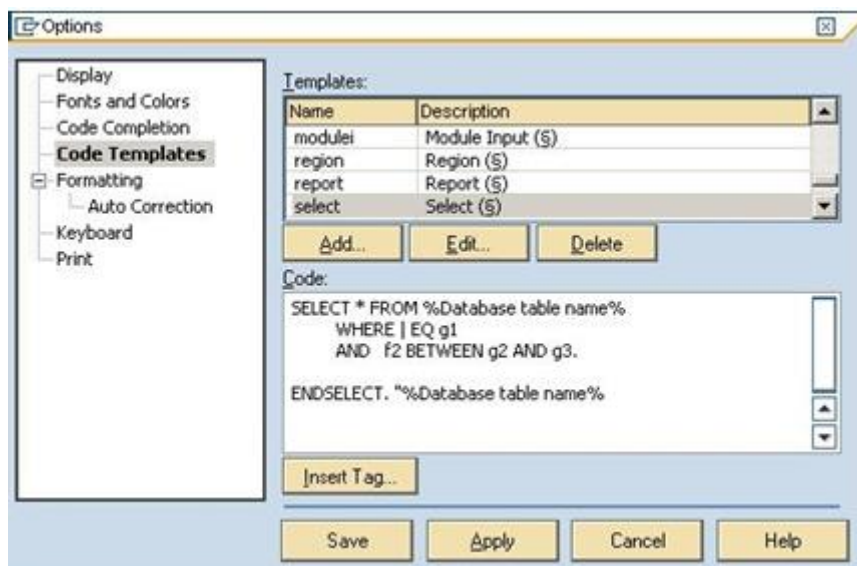 Options
Display
Fonts and Colors
Code Completion
Code Templates
Formatting
Auto Correction
Keyboard
Print
Templates:
Name Description
modulei Module Input (§)
region Region (§)
report Report (§)
select Select (§)
Add... Edit... Delete
Code:
SELECT * FROM %Database table name%
WHERE | EQ g1
AND f2 BETWEEN g2 AND g3.
ENDSELECT. "%Database table name%
Insert Tag...
Save Apply Cancel Help